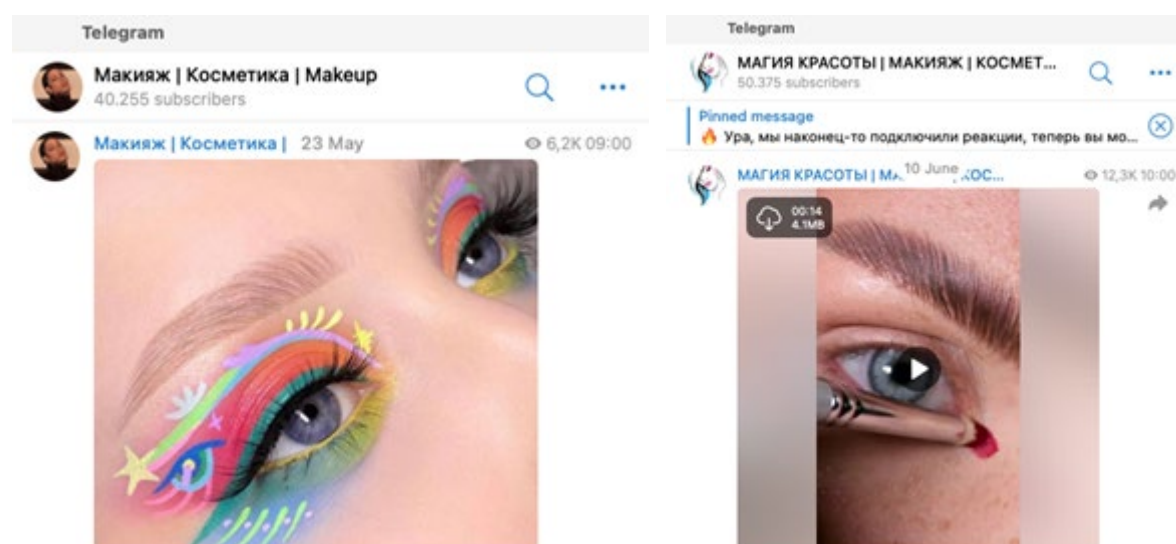 Telegram
Макияж | Косметика | Makeup
40.255 subscribers
Макияж | Косметика | 23 May 6,2K 09:00
Telegram
МАГИЯ КРАСОТЫ | МАКИЯЖ | КОСМЕТ...
50.375 subscribers
Pinned message
🔥 Ура, мы наконец-то подключили реакции, теперь вы мо...
МАГИЯ КРАСОТЫ | 10 June 12,3K 10:00
00:14
4.1MB